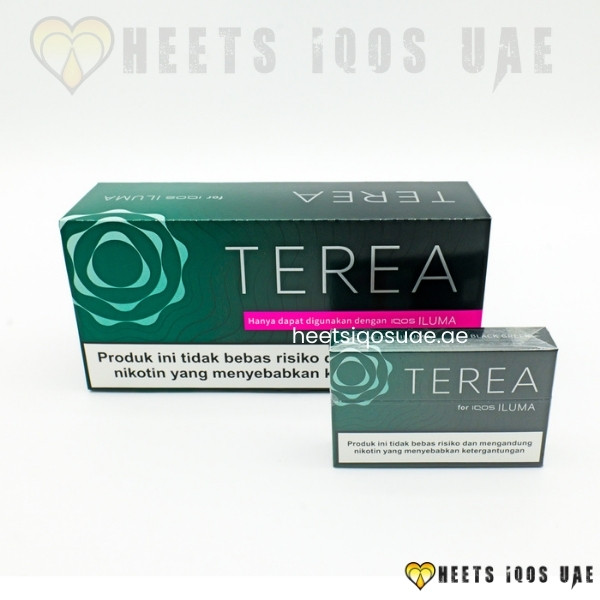 HEETS iQOS UAE
for IQOS ILUMA
TEREA
TEREA
Hanya dapat digunakan dengan IQOS ILUMA
heetsiqosuae.ae
Produk ini tidak bebas risiko
nikotin yang menyebabkan
BLACK
TEREA
for IQOS ILUMA
Produk ini tidak bebas risiko dan mengandung
nikotin yang menyebabkan ketergantungan
HEETS iQOS UAE